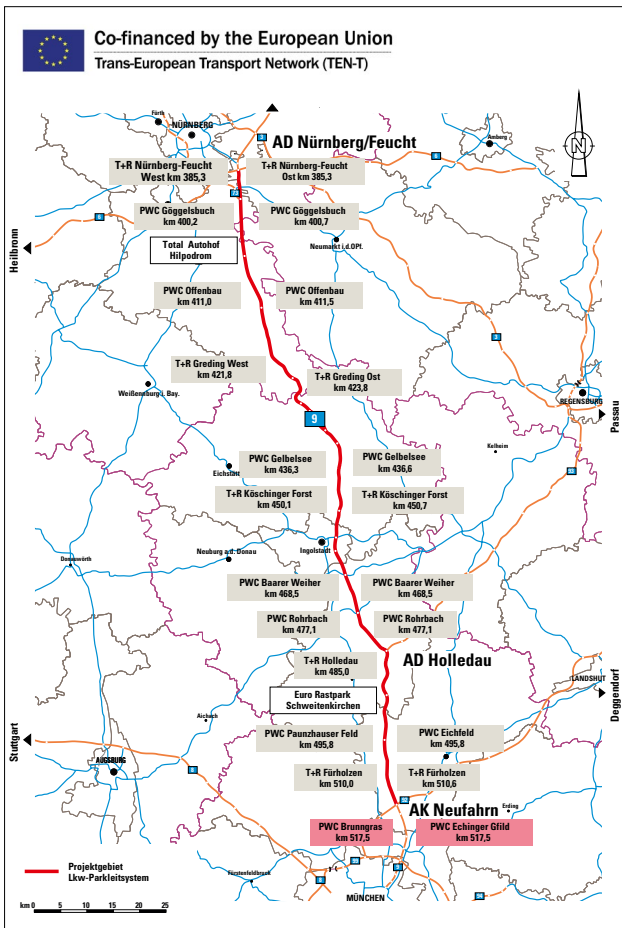 Co-financed by the European Union
Trans-European Transport Network (TEN-T)
Fürth
NÜRNBERG
AD Nürnberg/Feucht
Amberg
N
T+R Nürnberg-Feucht
West km 385,3
T+R Nürnberg-Feucht
Ost km 385,3
PWC Göggelsbuch
km 400,2
PWC Göggelsbuch
km 400,7
Heilbronn
Total Autohof
Hilpodrom
Neumarkt i.d.OPf.
PWC Offenbau
km 411,0
PWC Offenbau
km 411,5
T+R Greding West
km 421,8
T+R Greding Ost
km 423,8
Weißenburg i. Bay.
REGENSBURG
Passau
9
Kelheim
PWC Gelbelsee
km 436,3
PWC Gelbelsee
km 436,6
Eichstätt
T+R Köschinger Forst
km 450,1
T+R Köschinger Forst
km 450,7
Ingolstadt
Neuburg a.d. Donau
Donauwörth
PWC Baarer Weiher
km 468,5
PWC Baarer Weiher
km 468,5
PWC Rohrbach
km 477,1
PWC Rohrbach
km 477,1
AD Holledau
T+R Holledau
km 485,0
LANDSHUT
Deggendorf
Euro Rastpark
Schweitenkirchen
Aichach
Stuttgart
PWC Paunzhauser Feld
km 495,8
PWC Eichfeld
km 495,8
AUGSBURG
T+R Fürholzen
km 510,0
T+R Fürholzen
km 510,6
AK Neufahrn
Erding
PWC Brunngras
km 517,5
PWC Echinger Gfild
km 517,5
Projektgebiet
Lkw-Parkleitsystem
Fürstenfeldbruck
MÜNCHEN
km 0 5 10 15 20 25